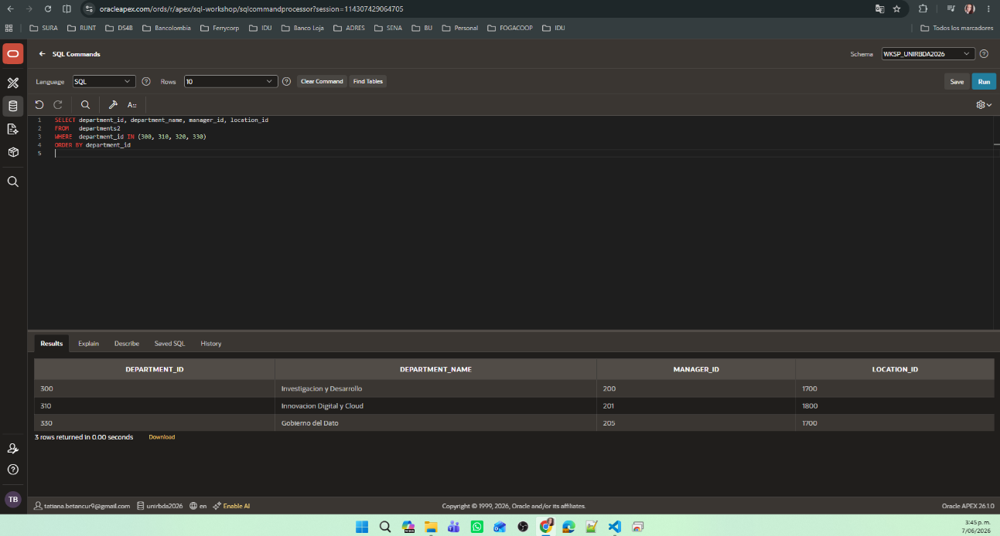 oracleapex.com/ords/r/apex/sql-workshop/sqlcommandprocessor?session=114307429064705
SURA RUNT DS4B Bancolombia Ferrycorp IDU Banco Loja ADRES SENA BU Personal FOGACOOP IDU Todos los marcadores
SQL Commands Schema WKSP_UNIRBDA2026
Language SQL Rows 10 Clear Command Find Tables Save Run
A::
1 SELECT department_id, department_name, manager_id, location_id
2 FROM departments2
3 WHERE department_id IN (300, 310, 320, 330)
4 ORDER BY department_id
5
Results Explain Describe Saved SQL History
DEPARTMENT_ID DEPARTMENT_NAME MANAGER_ID LOCATION_ID
300 Investigacion y Desarrollo 200 1700
310 Innovacion Digital y Cloud 201 1800
330 Gobierno del Dato 205 1700
3 rows returned in 0.00 seconds Download
TB
tatiana.betancur9@gmail.com unirbda2026 en Enable AI Copyright © 1999, 2026, Oracle and/or its affiliates. Oracle APEX 26.1.0
3:45 p. m.
7/06/2026